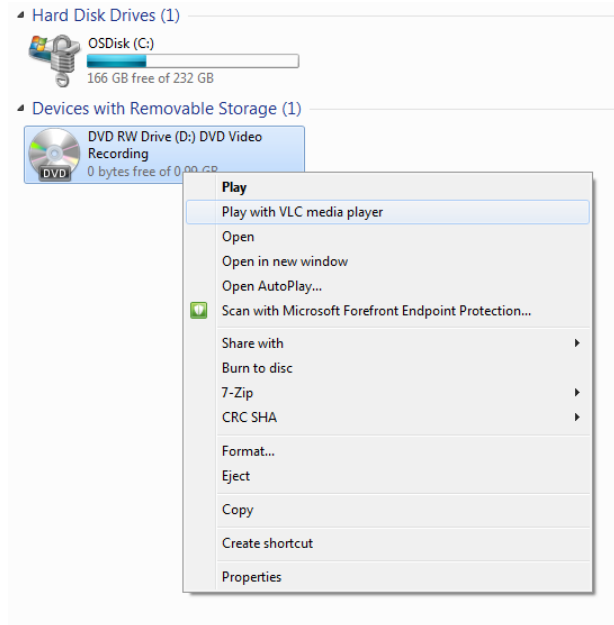 Hard Disk Drives (1)
OSDisk (C:)
166 GB free of 232 GB
Devices with Removable Storage (1)
DVD RW Drive (D:) DVD Video
Recording
DVD
0 bytes free of 0.99 GB
Play
Play with VLC media player
Open
Open in new window
Open AutoPlay...
Scan with Microsoft Forefront Endpoint Protection...
Share with
Burn to disc
7-Zip
CRC SHA
Format...
Eject
Copy
Create shortcut
Properties